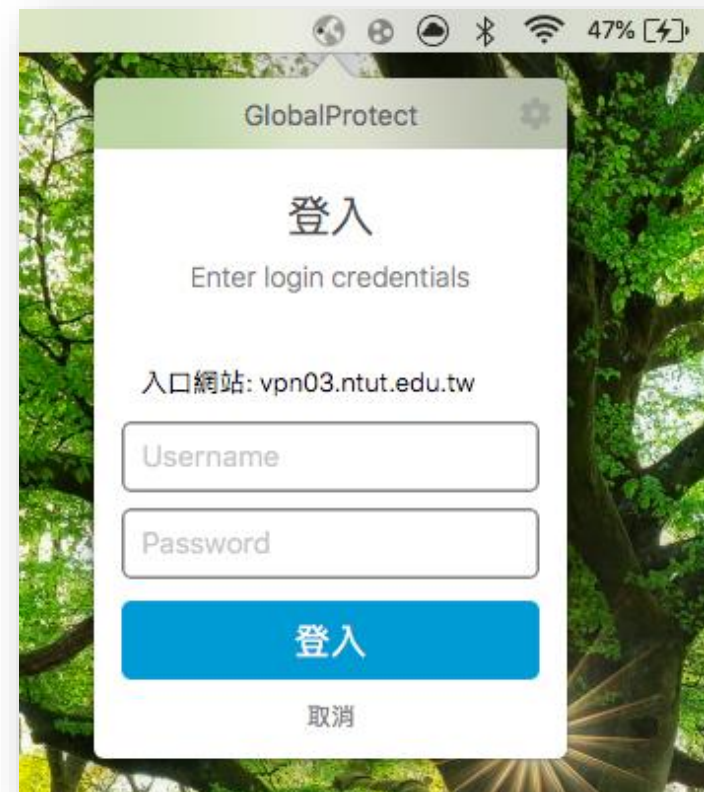 47%
GlobalProtect
登入
Enter login credentials
入口網站: vpn03.ntut.edu.tw
Username
Password
登入
取消